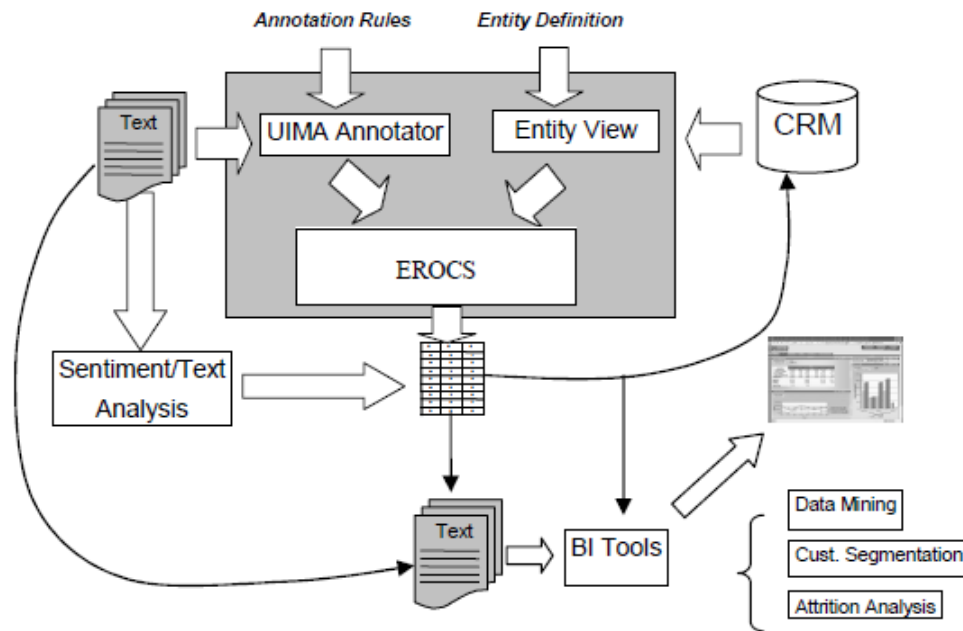 Annotation Rules
Entity Definition
Text
UIMA Annotator
Entity View
CRM
EROCS
Sentiment/Text
Analysis
Text
BI Tools
Data Mining
Cust. Segmentation
Attrition Analysis